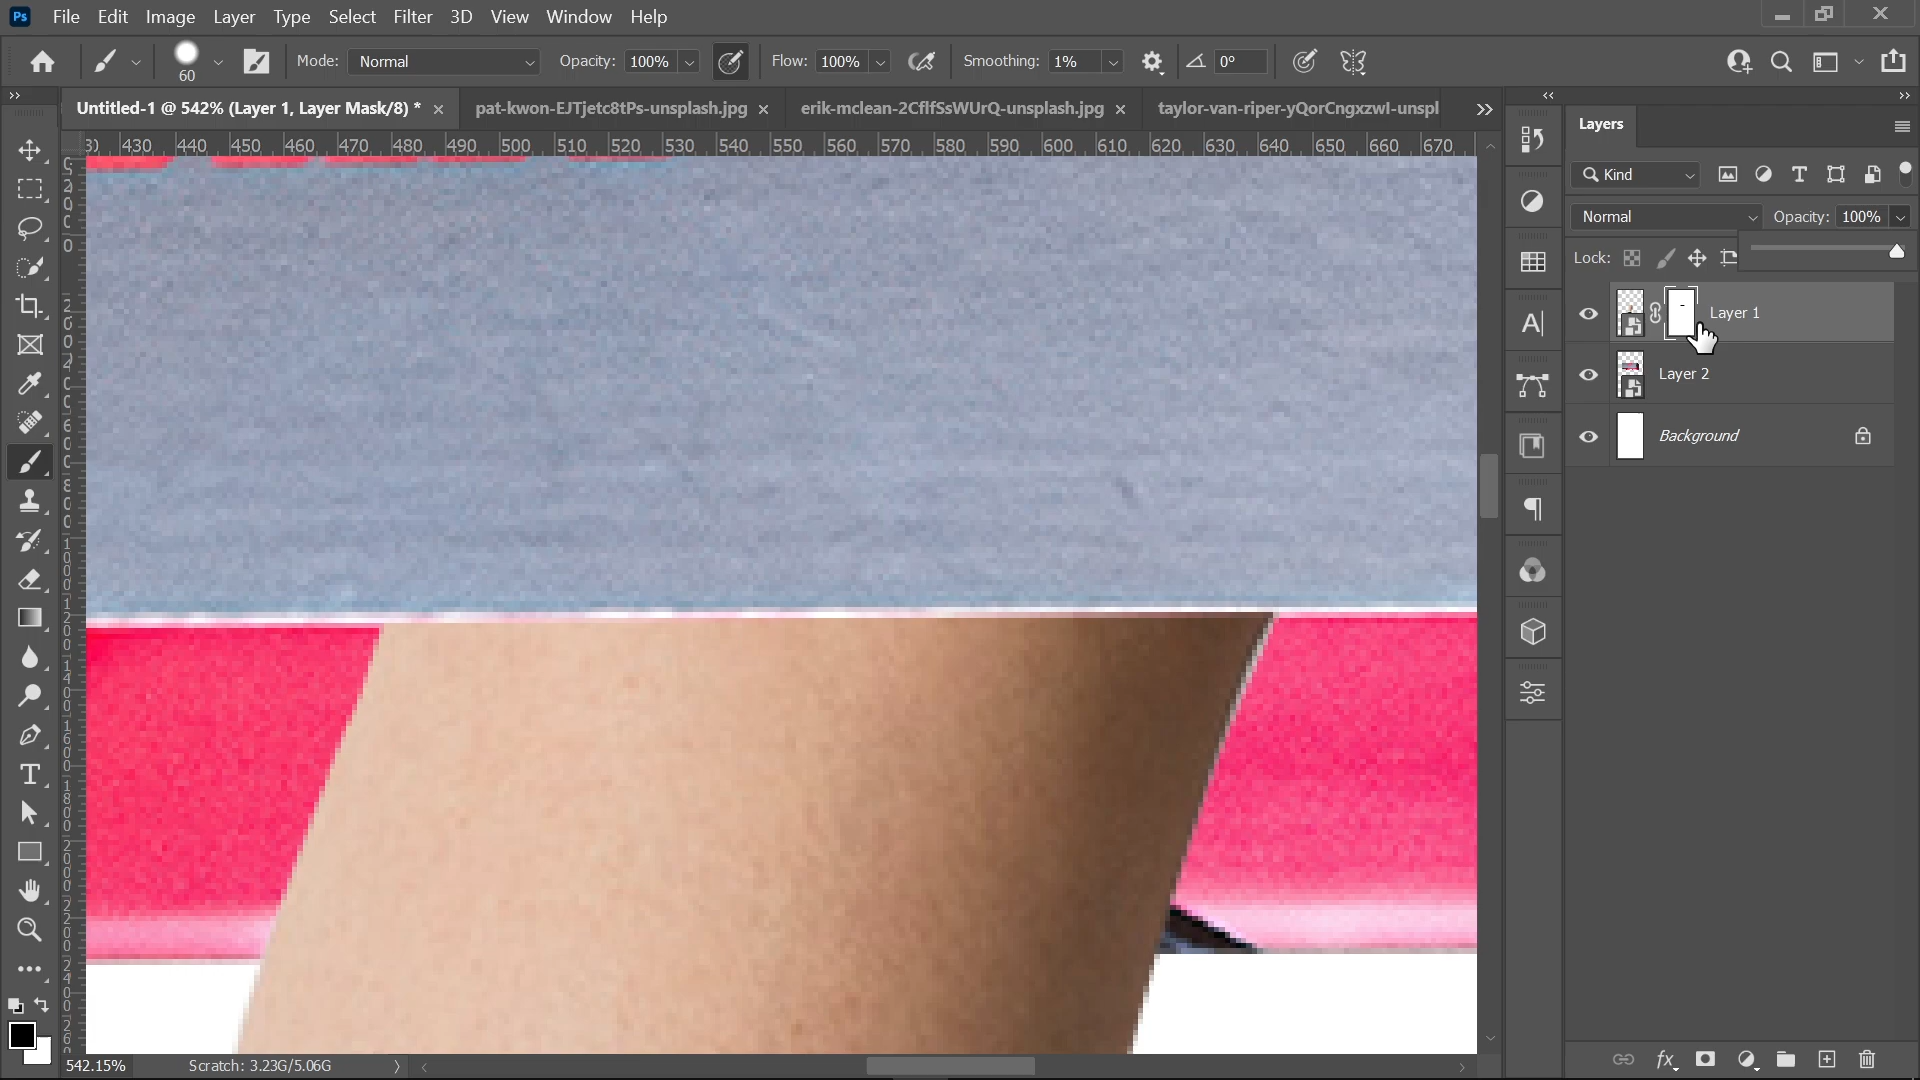 Ps File Edit Image Layer Type Select Filter 3D View Window Help
60 Mode: Normal Opacity: 100% Flow: 100% Smoothing: 1% 0°
Untitled-1 @ 542% (Layer 1, Layer Mask/8) * × pat-kwon-EJTjetc8tPs-unsplash.jpg × erik-mclean-2CflfSsWUrQ-unsplash.jpg × taylor-van-riper-yQorCngxzwI-unspl
Layers
430 440 450 460 470 480 490 500 510 520 530 540 550 560 570 580 590 600 610 620 630 640 650 660 670
Kind
Normal Opacity: 100%
Lock:
Layer 1
Layer 2
Background
542.15% Scratch: 3.23G/5.06G
fx